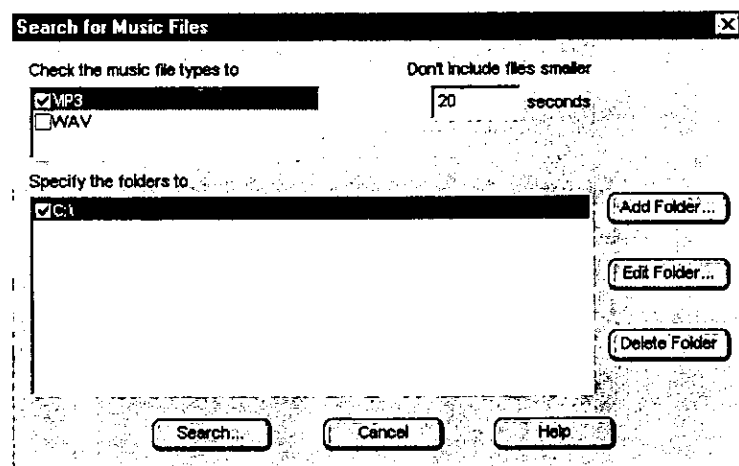 Search for Music Files
Check the music file types to
Don't include files smaller
MP3
20 seconds
WAV
Specify the folders to
C:\
Add Folder...
Edit Folder...
Delete Folder
Search...
Cancel
Help